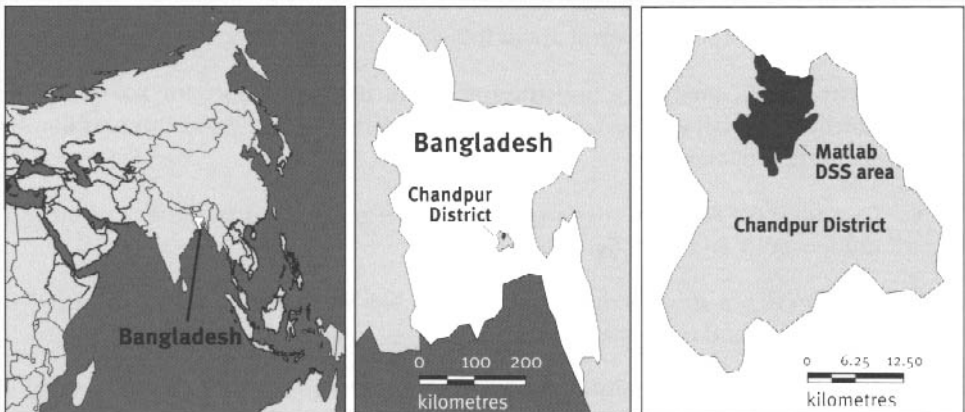 Bangladesh
Bangladesh
Chandpur
District
0 100 200
kilometres
Matlab
DSS area
Chandpur District
0 6.25 12.50
kilometres